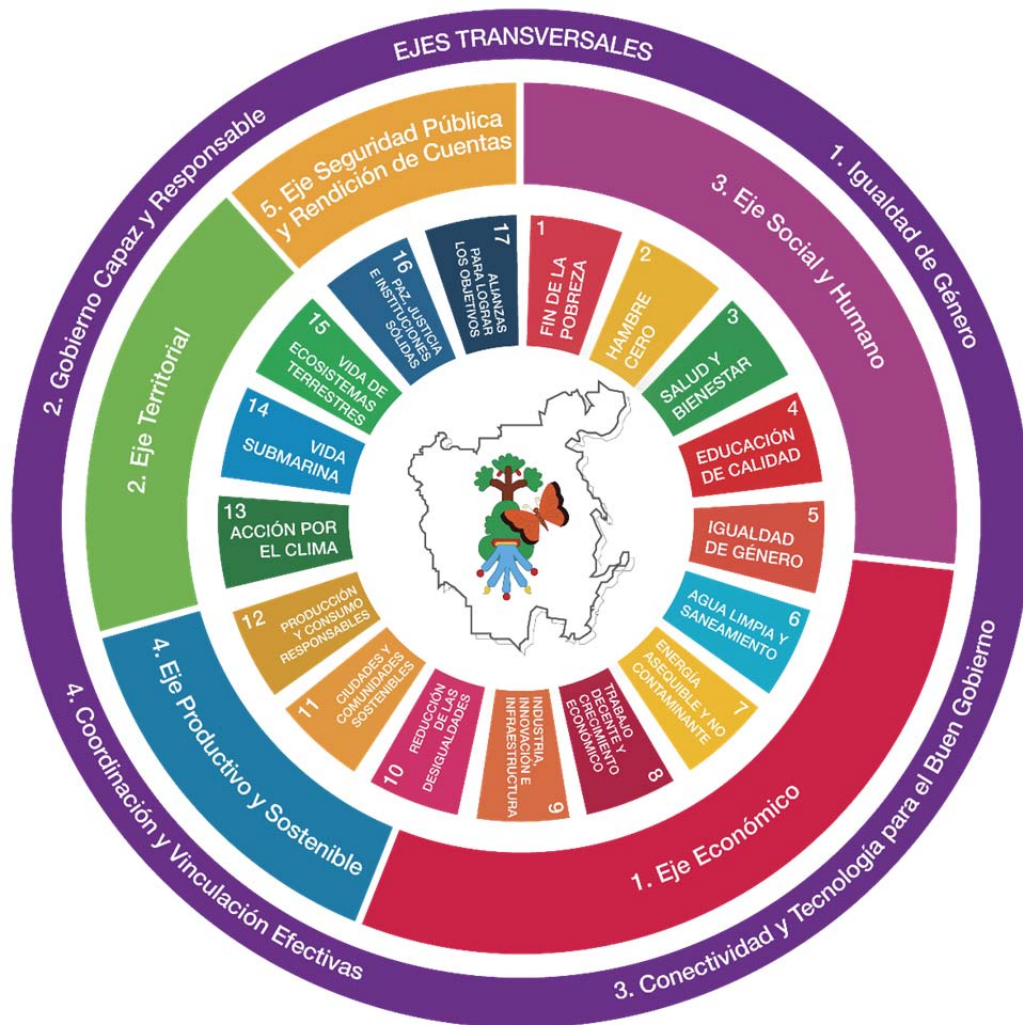 EJES TRANSVERSALES
1. Igualdad de Género
2. Gobierno Capaz y Responsable
3. Conectividad y Tecnología para el Buen Gobierno
4. Coordinación y Vinculación Efectivas
3. Eje Social y Humano
1. Eje Económico
4. Eje Productivo y Sostenible
2. Eje Territorial
5. Eje Seguridad Pública
y Rendición de Cuentas
1
FIN DE LA
POBREZA
2
HAMBRE
CERO
3
SALUD Y
BIENESTAR
4
EDUCACIÓN
DE CALIDAD
5
IGUALDAD
DE GÉNERO
6
AGUA LIMPIA Y
SANEAMIENTO
7
ENERGÍA
ASEQUIBLE Y NO
CONTAMINANTE
8
TRABAJO
DECENTE Y
CRECIMIENTO
ECONÓMICO
9
INDUSTRIA,
INNOVACIÓN E
INFRAESTRUCTURA
10
REDUCCIÓN
DE LAS
DESIGUALDADES
11
CIUDADES Y
COMUNIDADES
SOSTENIBLES
12
PRODUCCIÓN
Y CONSUMO
RESPONSABLES
13
ACCIÓN POR
EL CLIMA
14
VIDA
SUBMARINA
15
VIDA DE
ECOSISTEMAS
TERRESTRES
16
PAZ, JUSTICIA
E INSTITUCIONES
SÓLIDAS
17
ALIANZAS
PARA LOGRAR
LOS OBJETIVOS